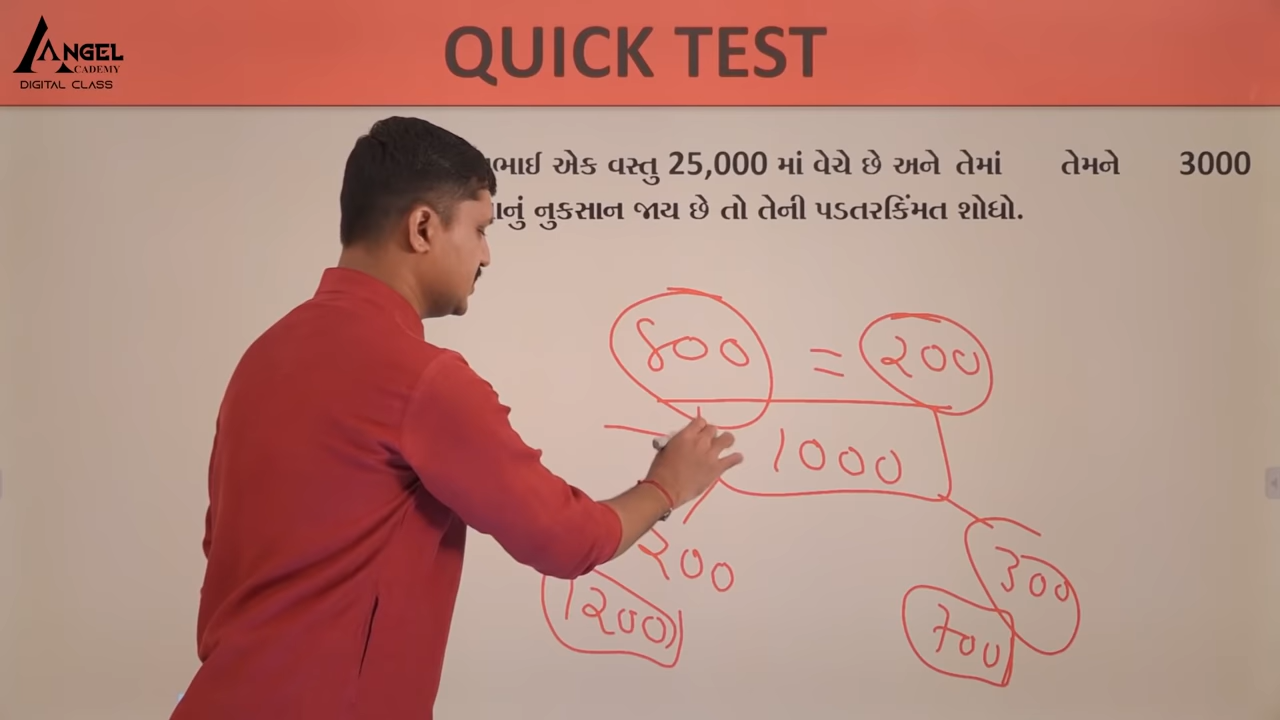 ANGEL
ACADEMY
DIGITAL CLASS
QUICK TEST
એક વસ્તુ 25,000 માં વેચે છે અને તેમાં તેમને 3000
નુકસાન જાય છે તો તેની પડતરકિંમત શોધો.
800 = 200
1000
200
300
1200
700